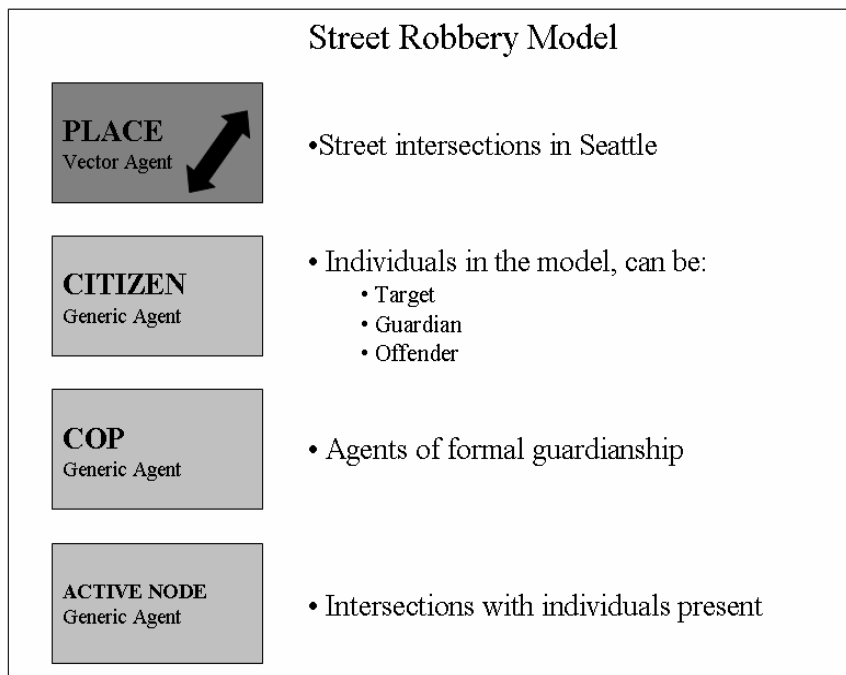 Street Robbery Model
PLACE
Vector Agent
•Street intersections in Seattle
CITIZEN
Generic Agent
• Individuals in the model, can be:
• Target
• Guardian
• Offender
COP
Generic Agent
• Agents of formal guardianship
ACTIVE NODE
Generic Agent
• Intersections with individuals present